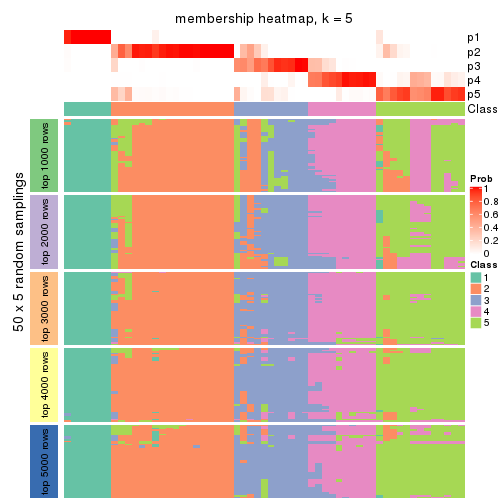 membership heatmap, k = 5
p1
p2
p3
p4
p5
Class
50 x 5 random samplings
top 1000 rows
top 2000 rows
top 3000 rows
top 4000 rows
top 5000 rows
Prob
1
0.8
0.6
0.4
0.2
0
Class
1
2
3
4
5